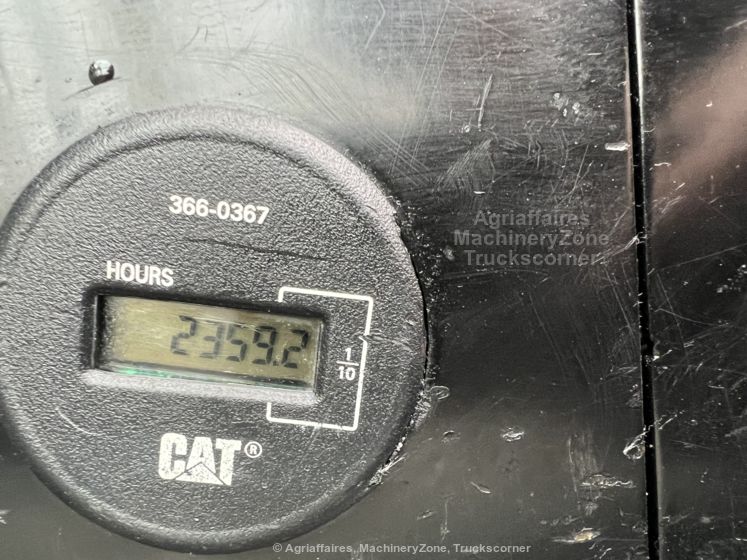 366-0367
HOURS
2359.2
1
10
CAT®
Agriaffaires
MachineryZone
Truckscorner
© Agriaffaires, MachineryZone, Truckscorner